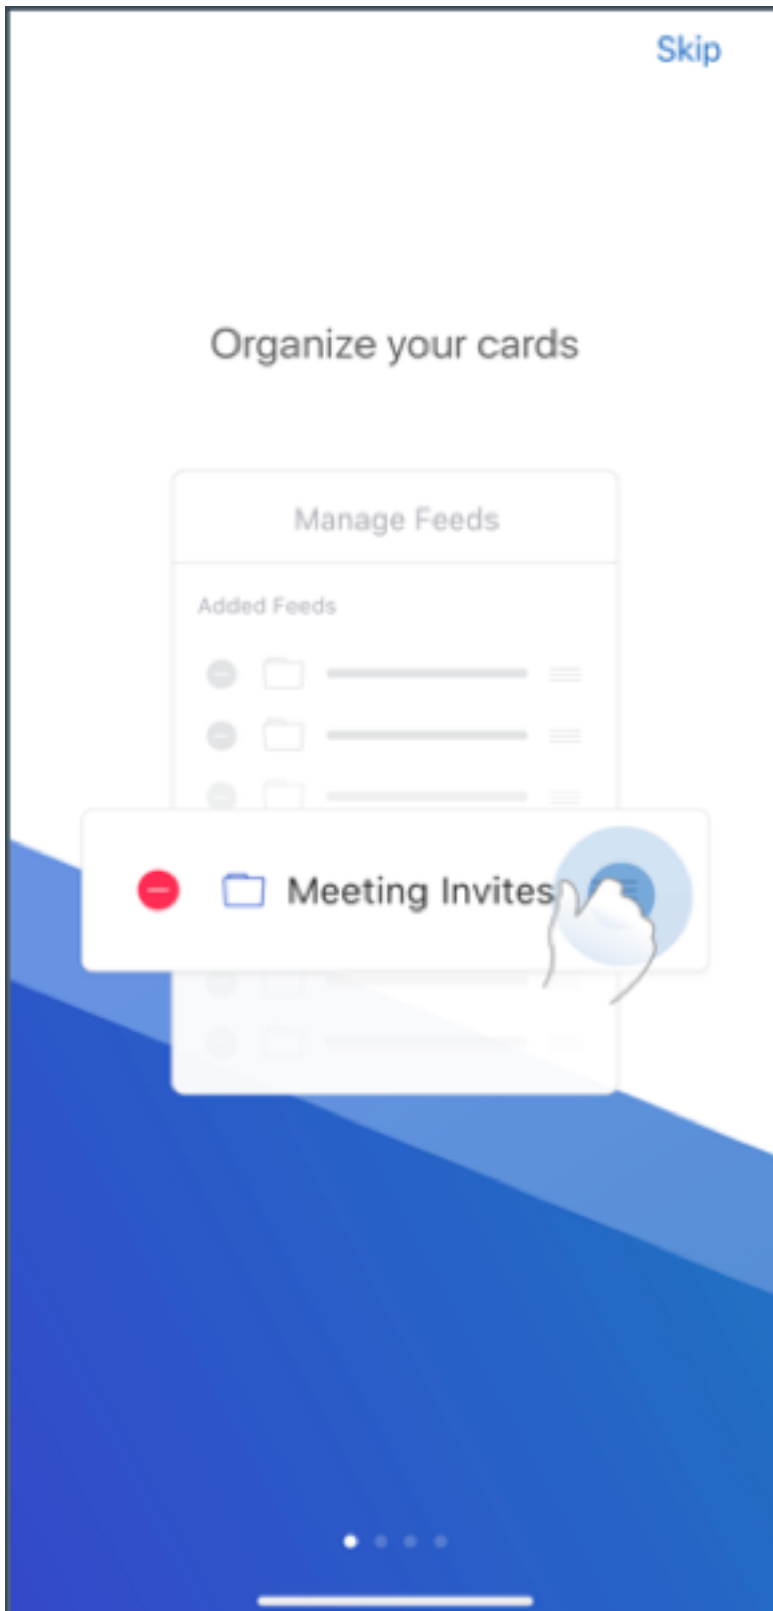 Skip
Organize your cards
Manage Feeds
Added Feeds
Meeting Invites